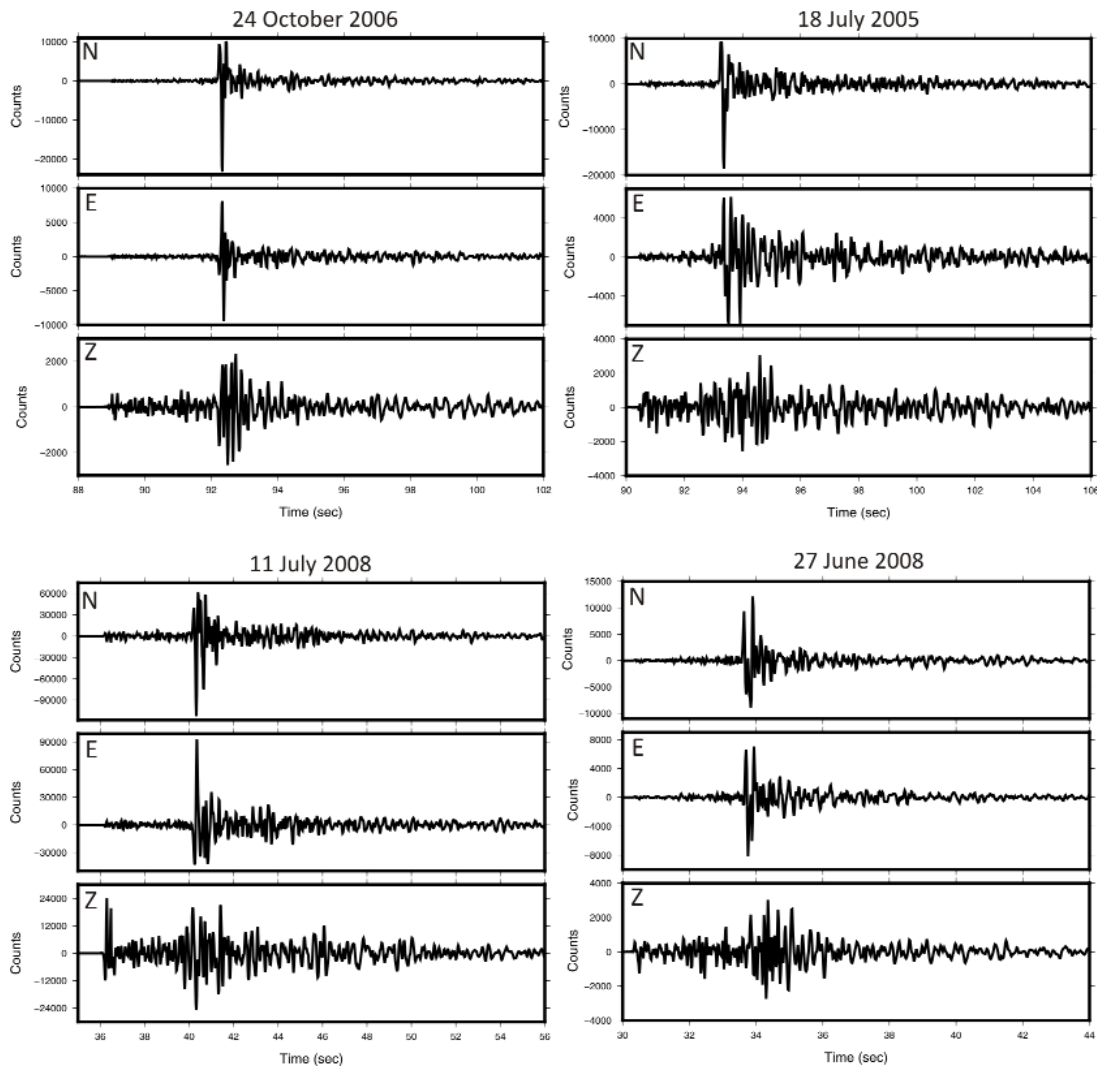 24 October 2006
N
10000
0
−10000
−20000
Counts
E
10000
5000
0
−5000
−10000
Counts
Z
2000
0
−2000
Counts
88 90 92 94 96 98 100 102
Time (sec)
18 July 2005
N
10000
0
−10000
−20000
Counts
E
4000
0
−4000
Counts
Z
4000
2000
0
−2000
−4000
Counts
90 92 94 96 98 100 102 104 106
Time (sec)
11 July 2008
N
60000
30000
0
−30000
−60000
−90000
Counts
E
90000
60000
30000
0
−30000
Counts
Z
24000
12000
0
−12000
−24000
Counts
36 38 40 42 44 46 48 50 52 54 56
Time (sec)
27 June 2008
N
15000
10000
5000
0
−5000
−10000
Counts
E
8000
4000
0
−4000
−8000
Counts
Z
4000
2000
0
−2000
−4000
Counts
30 32 34 35 38 40 42 44
Time (sec)